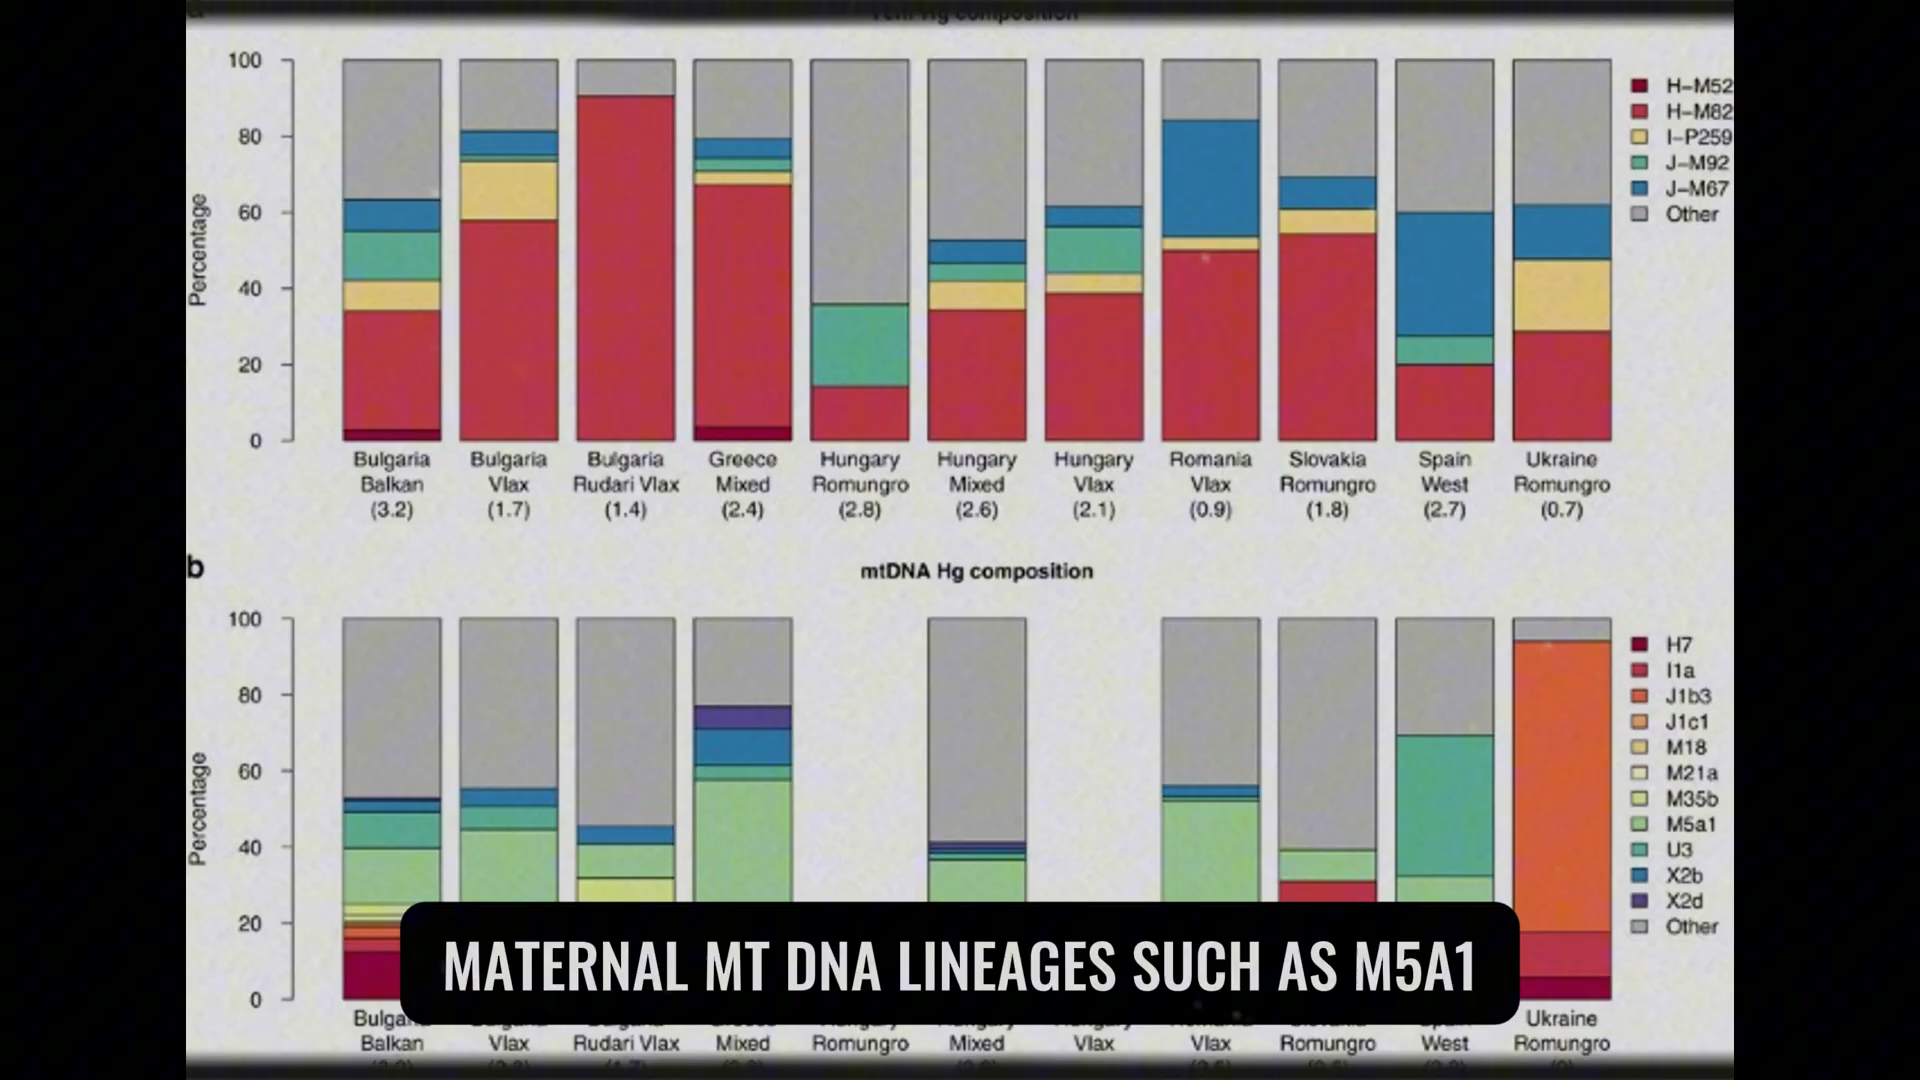 100
80
60
40
20
0
Percentage
H-M52
H-M82
I-P259
J-M92
J-M67
Other
Bulgaria Bulgaria Bulgaria Greece Hungary Hungary Hungary Romania Slovakia Spain Ukraine
Balkan Vlax Rudari Vlax Mixed Romungro Mixed Vlax Vlax Romungro West Romungro
(3.2) (1.7) (1.4) (2.4) (2.8) (2.6) (2.1) (0.9) (1.8) (2.7) (0.7)
b
mtDNA Hg composition
100
80
60
40
20
0
Percentage
H7
I1a
J1b3
J1c1
M18
M21a
M35b
M5a1
U3
X2b
X2d
Other
MATERNAL MT DNA LINEAGES SUCH AS M5A1
Ukraine
Balkan Vlax Rudari Vlax Mixed Romungro Mixed Vlax Vlax Romungro West Romungro